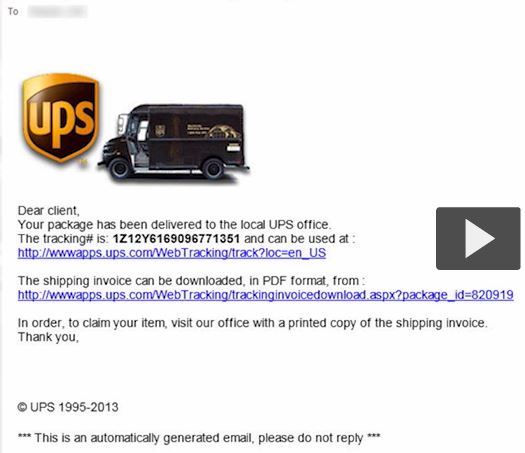 To
ups
Dear client,
Your package has been delivered to the local UPS office.
The tracking# is: 1Z12Y6169096771351 and can be used at :
http://wwwapps.ups.com/WebTracking/track?loc=en_US
The shipping invoice can be downloaded, in PDF format, from :
http://wwwapps.ups.com/WebTracking/trackinginvoicedownload.aspx?package_id=820919
In order, to claim your item, visit our office with a printed copy of the shipping invoice.
Thank you,
© UPS 1995-2013
*** This is an automatically generated email, please do not reply ***